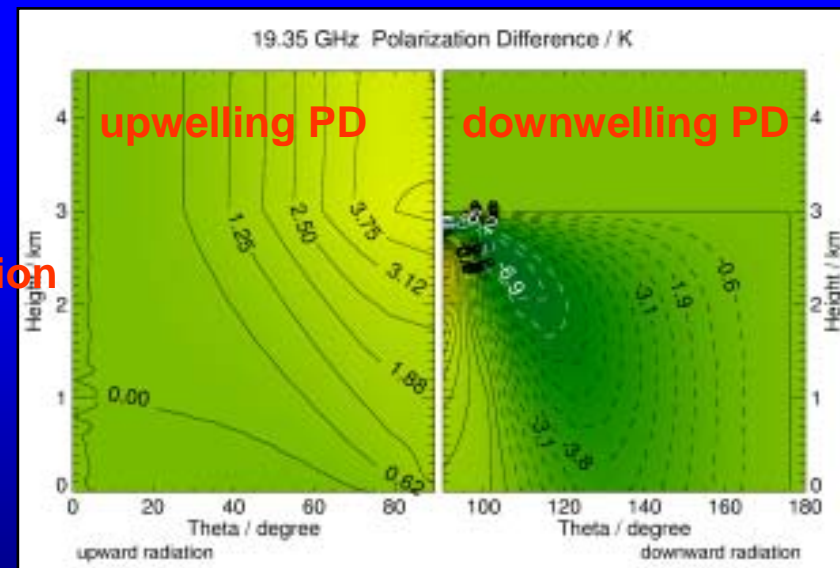 19.35 GHz Polarization Difference / K
upwelling PD
downwelling PD
ion
Height / km
4
3
2
1
0
0.00
1.25
2.50
3.75
3.12
1.88
0.62
-6.9
-3.1
-1.9
-0.6
-3.1
-3.8
4
3
2
1
0
Height / km
0 20 40 60 80
100 120 140 160 180
Theta / degree
Theta / degree
upward radiation
downward radiation